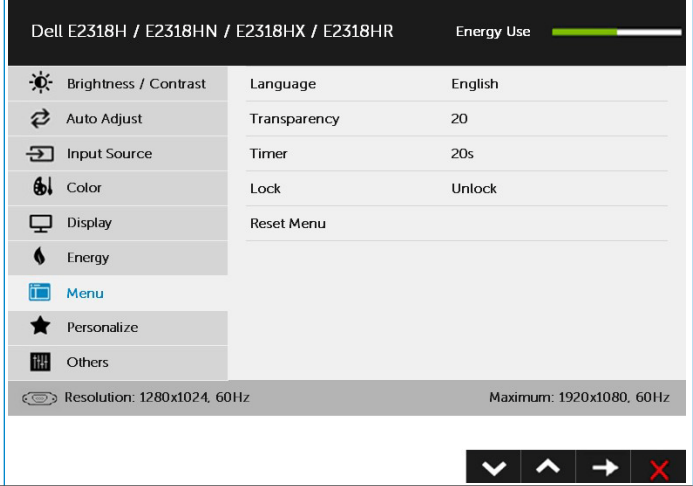 Dell E2318H / E2318HN / E2318HX / E2318HR Energy Use
Brightness / Contrast Language English
Auto Adjust Transparency 20
Input Source Timer 20s
Color Lock Unlock
Display Reset Menu
Energy
Menu
Personalize
Others
Resolution: 1280x1024, 60Hz Maximum: 1920x1080, 60Hz